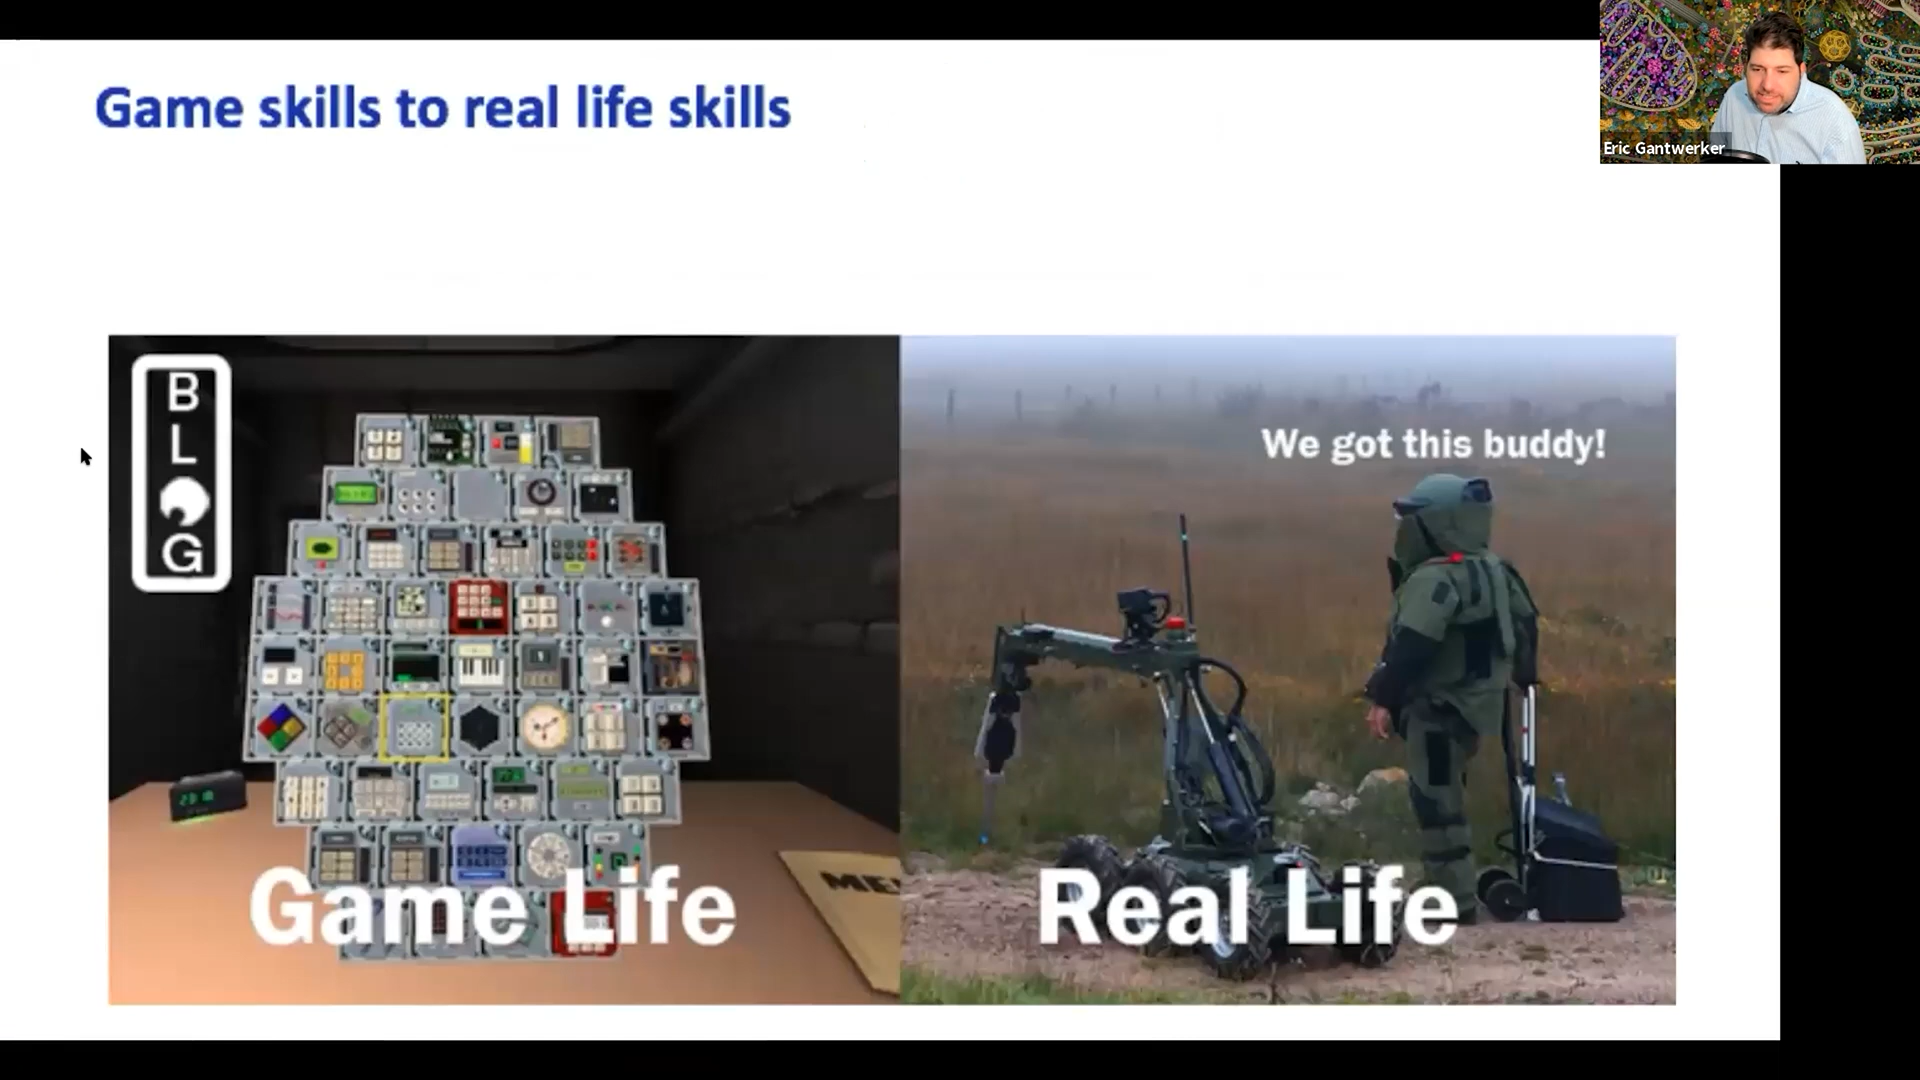 Game skills to real life skills
Eric Gantwerker
B
L
G
We got this buddy!
Game Life
Real Life